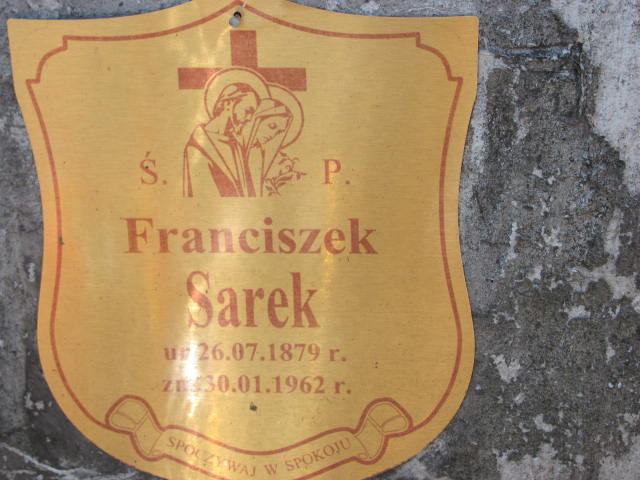 Ś. P.
Franciszek
Sarek
ur. 26.07.1879 r.
zm. 30.01.1962 r.
SPOCZYWAJ W SPOKOJU